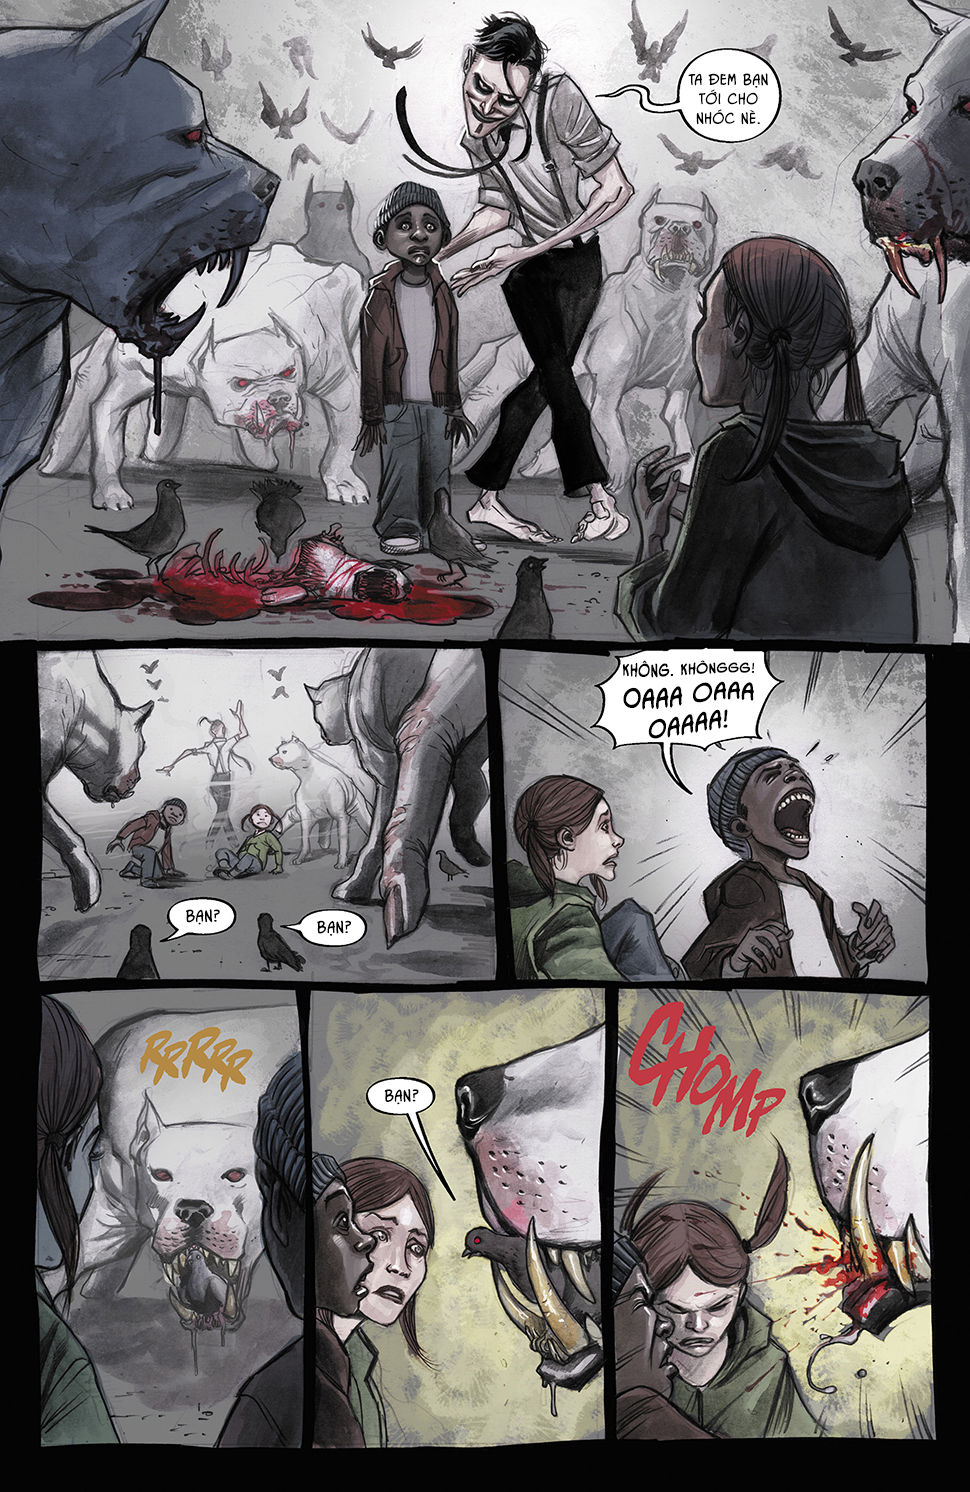 TA ĐEM BẠN
TỚI CHO
NHÓC NÈ.
BẠN?
BẠN?
KHÔNG. KHÔNGGG!
OAAA OAAA
OAAAA!
RRRRR
BẠN?
CHOMP